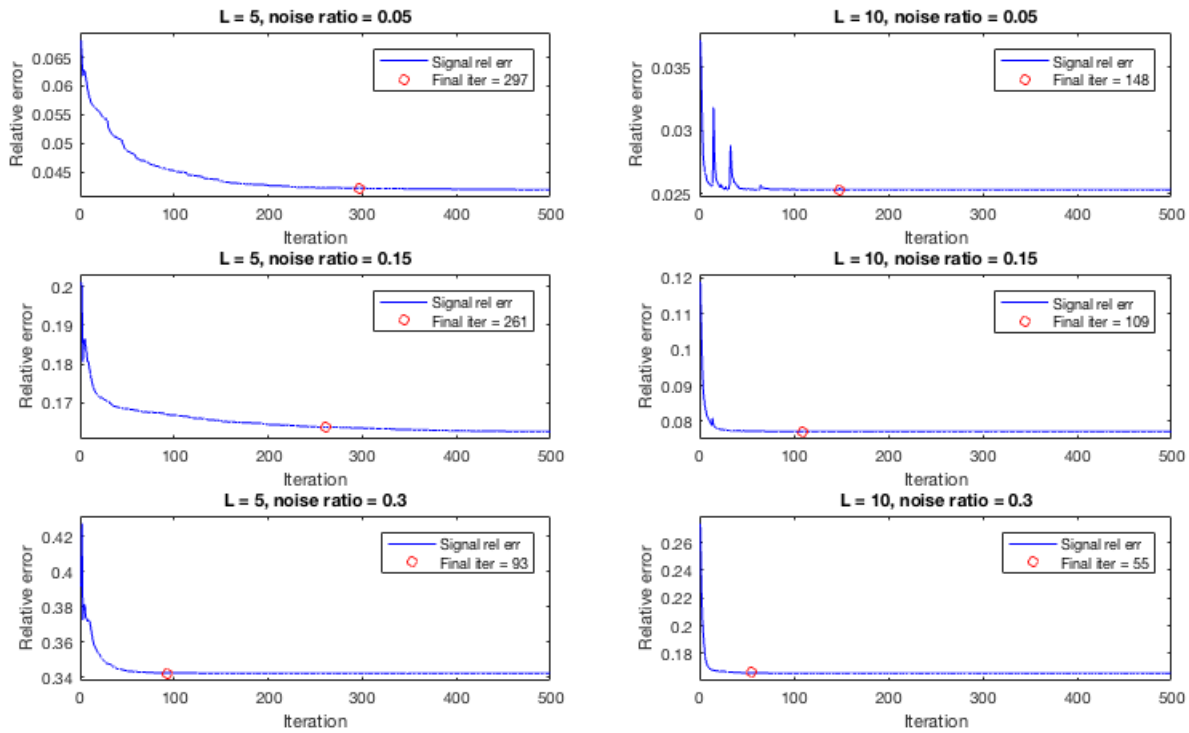 L = 5, noise ratio = 0.05
Relative error
0.065
0.06
0.055
0.05
0.045
Signal rel err
Final iter = 297
0 100 200 300 400 500
Iteration
L = 10, noise ratio = 0.05
Relative error
0.035
0.03
0.025
Signal rel err
Final iter = 148
0 100 200 300 400 500
Iteration
L = 5, noise ratio = 0.15
Relative error
0.2
0.19
0.18
0.17
Signal rel err
Final iter = 261
0 100 200 300 400 500
Iteration
L = 10, noise ratio = 0.15
Relative error
0.12
0.11
0.1
0.09
0.08
Signal rel err
Final iter = 109
0 100 200 300 400 500
Iteration
L = 5, noise ratio = 0.3
Relative error
0.42
0.4
0.38
0.36
0.34
Signal rel err
Final iter = 93
0 100 200 300 400 500
Iteration
L = 10, noise ratio = 0.3
Relative error
0.26
0.24
0.22
0.2
0.18
Signal rel err
Final iter = 55
0 100 200 300 400 500
Iteration